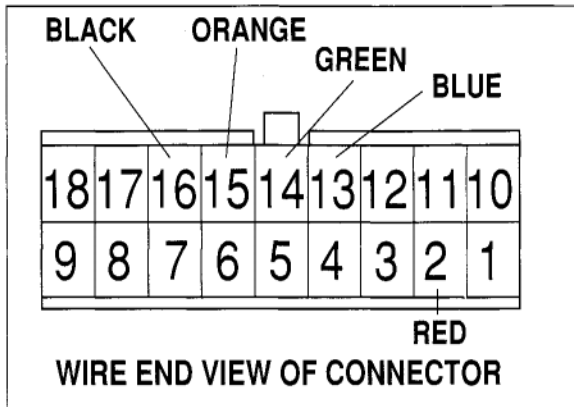 BLACK ORANGE
GREEN
BLUE
18 17 16 15 14 13 12 11 10
9 8 7 6 5 4 3 2 1
RED
WIRE END VIEW OF CONNECTOR